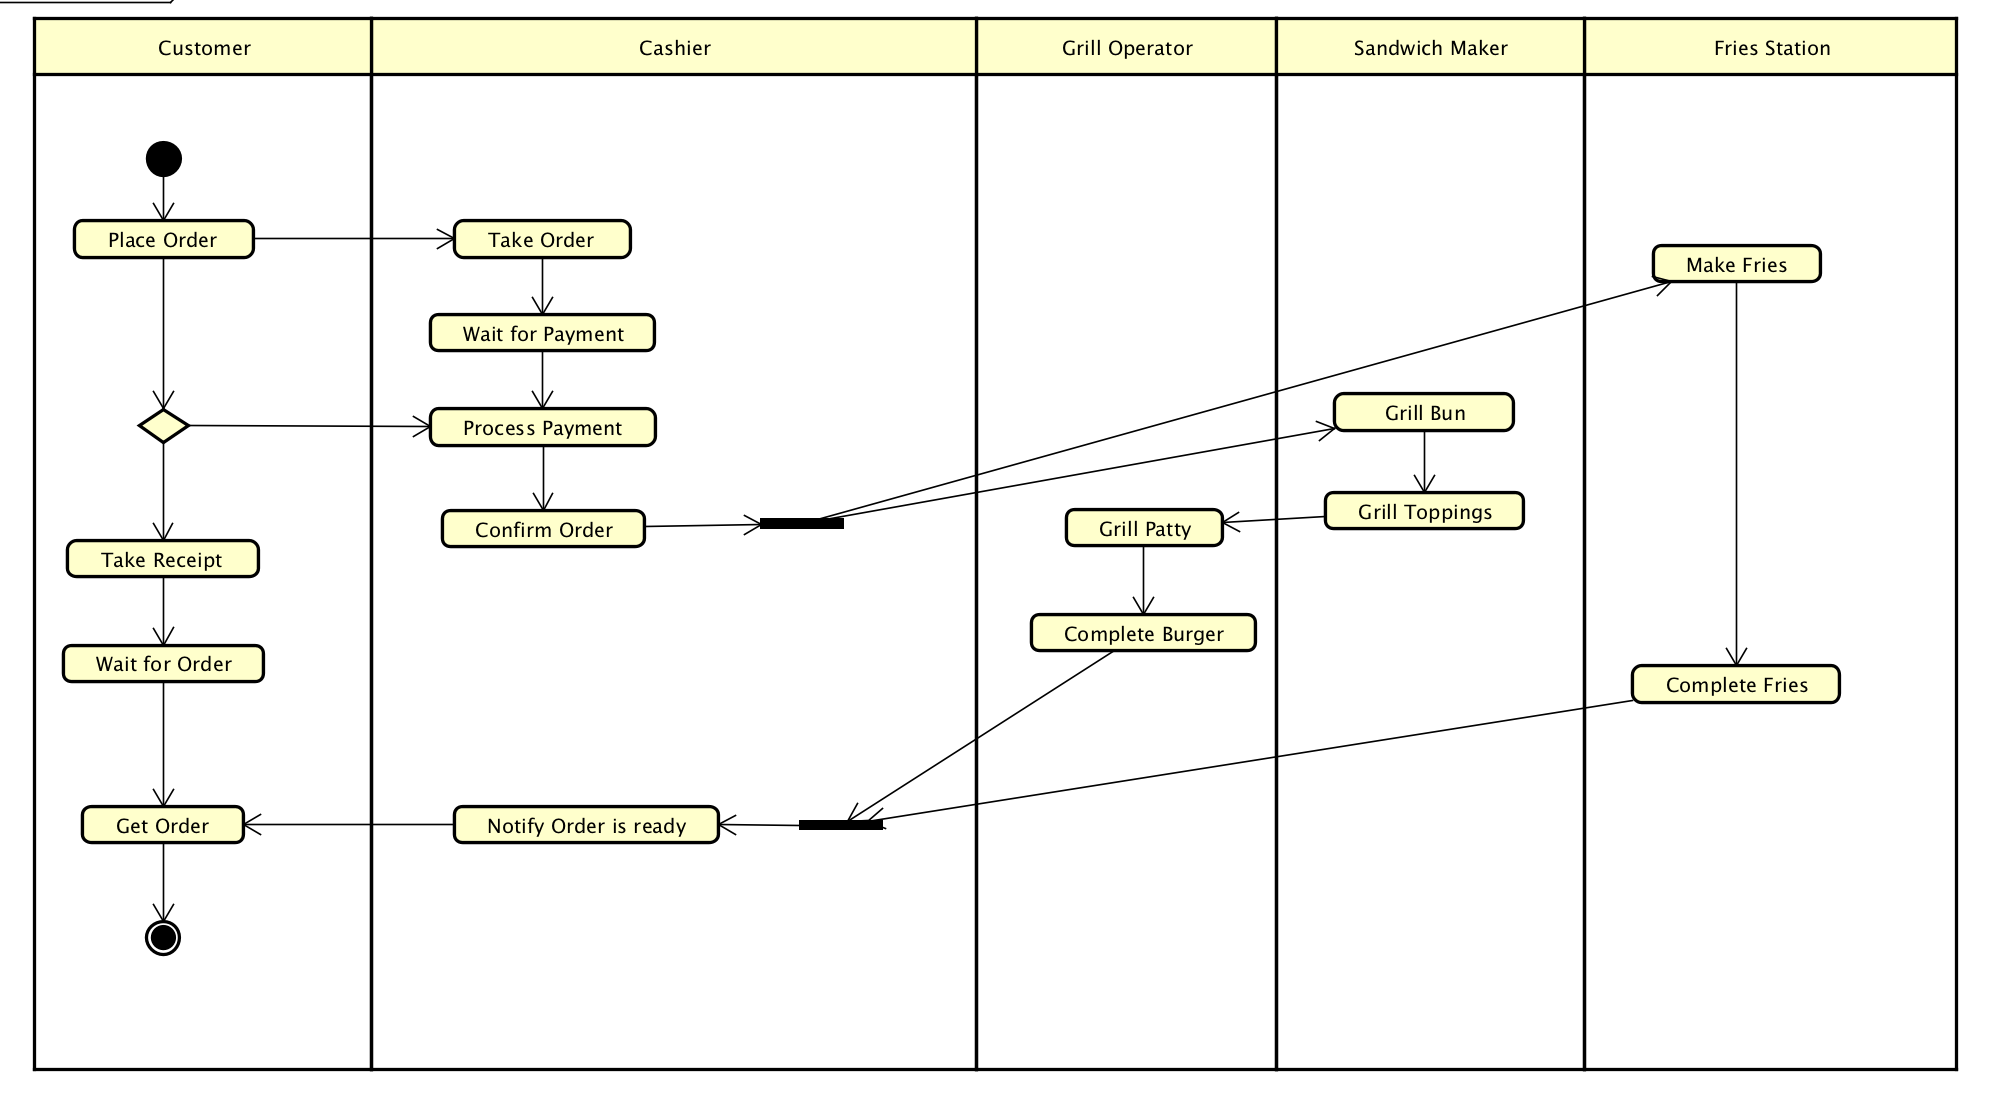 Customer
Cashier
Grill Operator
Sandwich Maker
Fries Station
Place Order
Take Order
Make Fries
Wait for Payment
Grill Bun
Process Payment
Grill Toppings
Grill Patty
Confirm Order
Take Receipt
Complete Burger
Wait for Order
Complete Fries
Get Order
Notify Order is ready